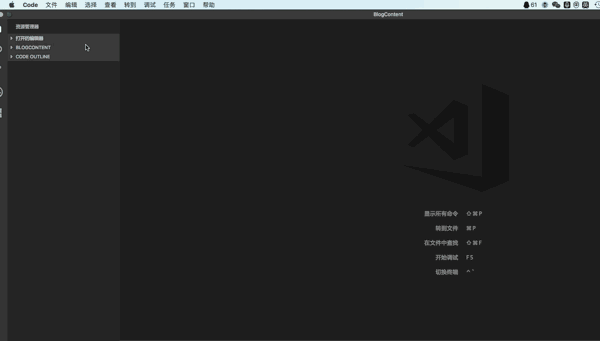 Code 文件 编辑 选择 查看 转到 调试 任务 窗口 帮助 61
BlogContent
资源管理器
打开的编辑器
BLOGCONTENT
CODE OUTLINE
显示所有命令 ⇧⌘P
转到文件 ⌘P
在文件中查找 ⇧⌘F
开始调试 F5
切换终端 ⌃`